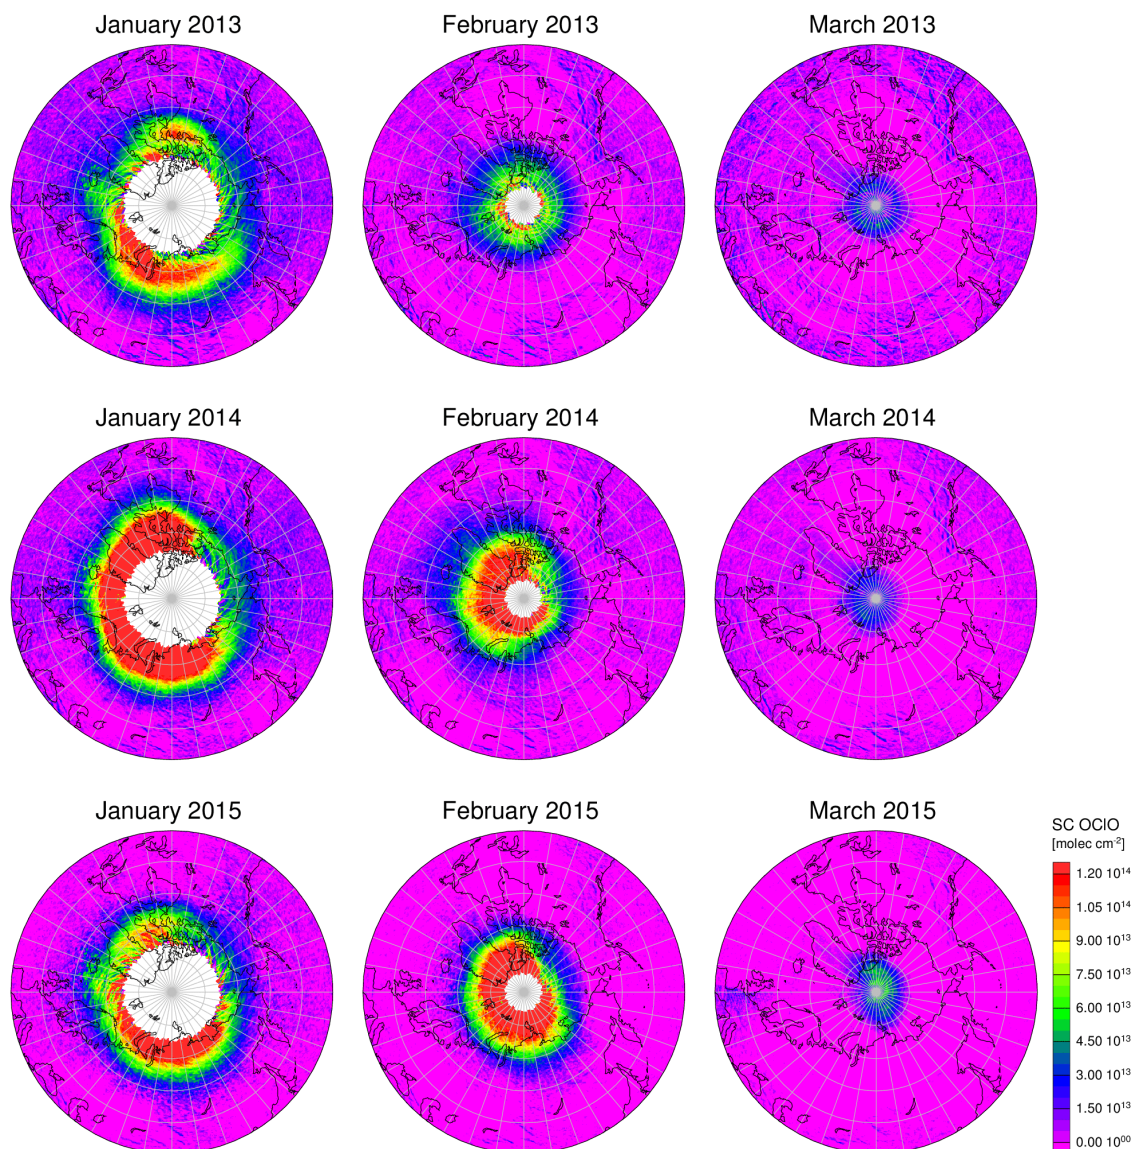 January 2013
February 2013
March 2013
January 2014
February 2014
March 2014
January 2015
February 2015
March 2015
SC OClO
[molec cm⁻²]
1.20 10¹⁴
1.05 10¹⁴
9.00 10¹³
7.50 10¹³
6.00 10¹³
4.50 10¹³
3.00 10¹³
1.50 10¹³
0.00 10⁰⁰